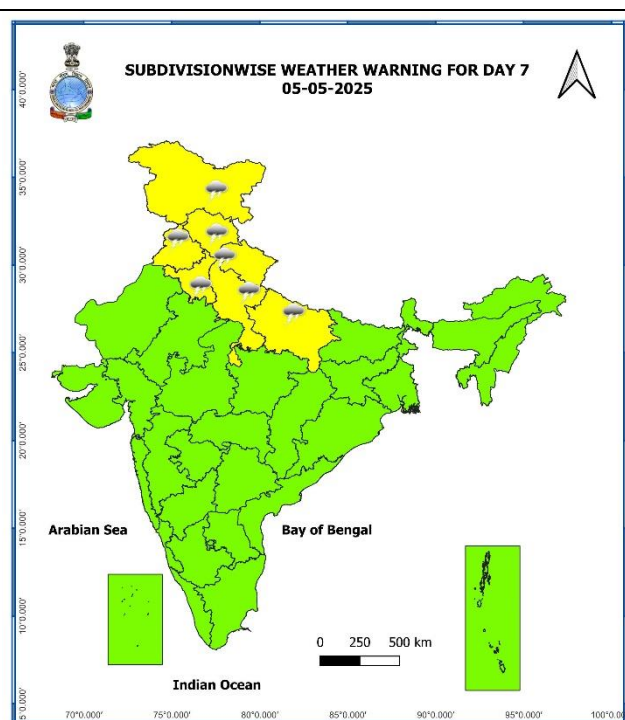 SUBDIVISIONWISE WEATHER WARNING FOR DAY 7
05-05-2025
40°0.000'
35°0.000'
30°0.000'
25°0.000'
20°0.000'
15°0.000'
10°0.000'
5°0.000'
Arabian Sea
Bay of Bengal
0 250 500 km
Indian Ocean
70°0.000' 75°0.000' 80°0.000' 85°0.000' 90°0.000' 95°0.000' 100°0.000'